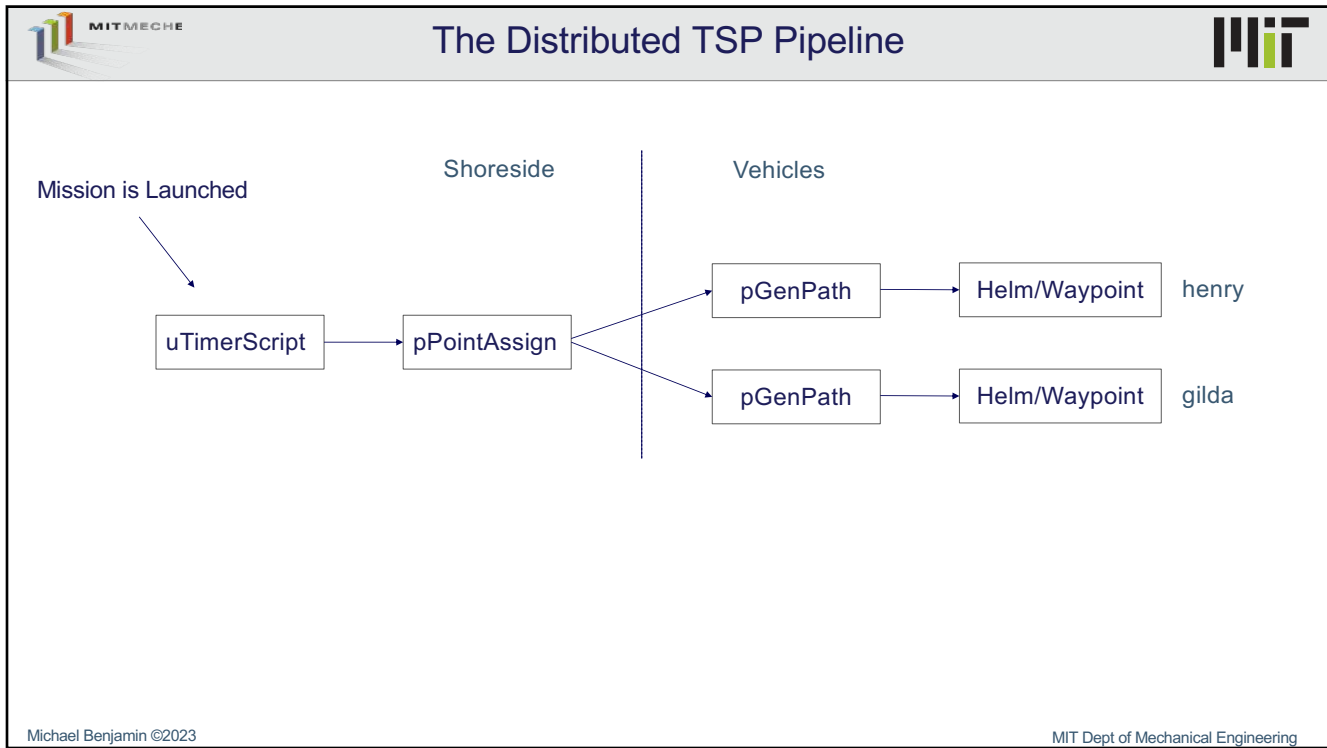 MITMECHE
The Distributed TSP Pipeline
MiT
Shoreside
Vehicles
Mission is Launched
uTimerScript
pPointAssign
pGenPath
Helm/Waypoint
henry
pGenPath
Helm/Waypoint
gilda
Michael Benjamin ©2023
MIT Dept of Mechanical Engineering